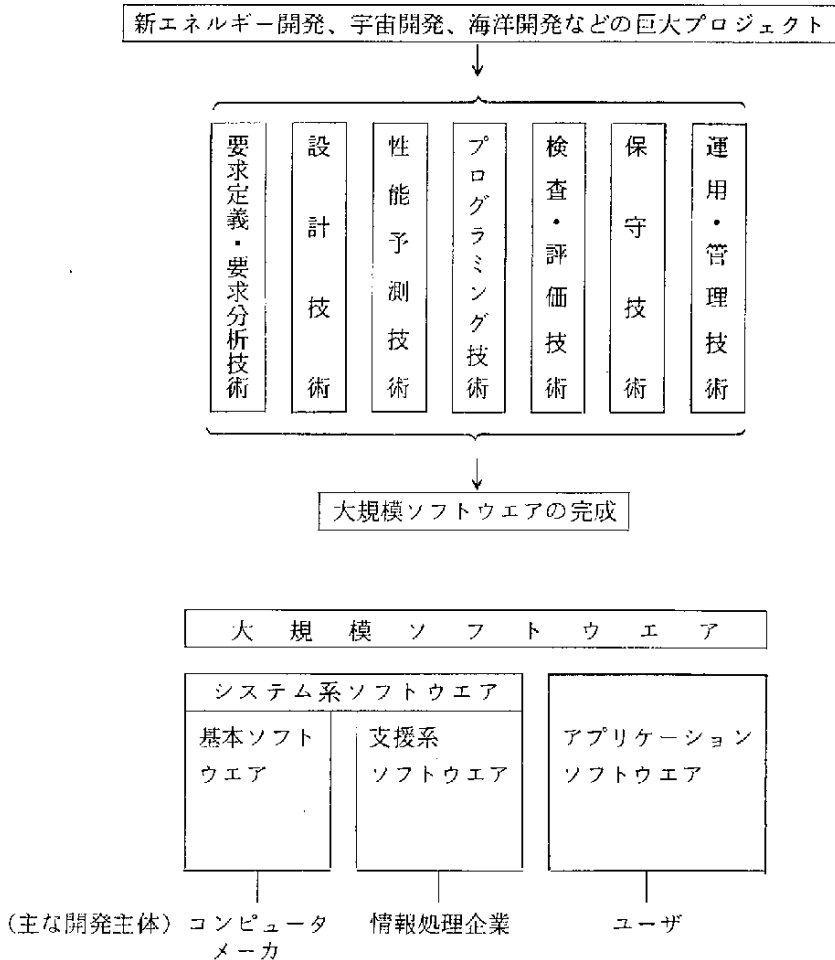 新エネルギー開発、宇宙開発、海洋開発などの巨大プロジェクト
要求定義・要求分析技術
設計技術
性能予測技術
プログラミング技術
検査・評価技術
保守技術
運用・管理技術
大規模ソフトウエアの完成
大規模ソフトウエア
システム系ソフトウエア
基本ソフト
ウエア
支援系
ソフトウエア
アプリケーション
ソフトウエア
(主な開発主体)コンピュータ
メーカ
情報処理企業
ユーザ